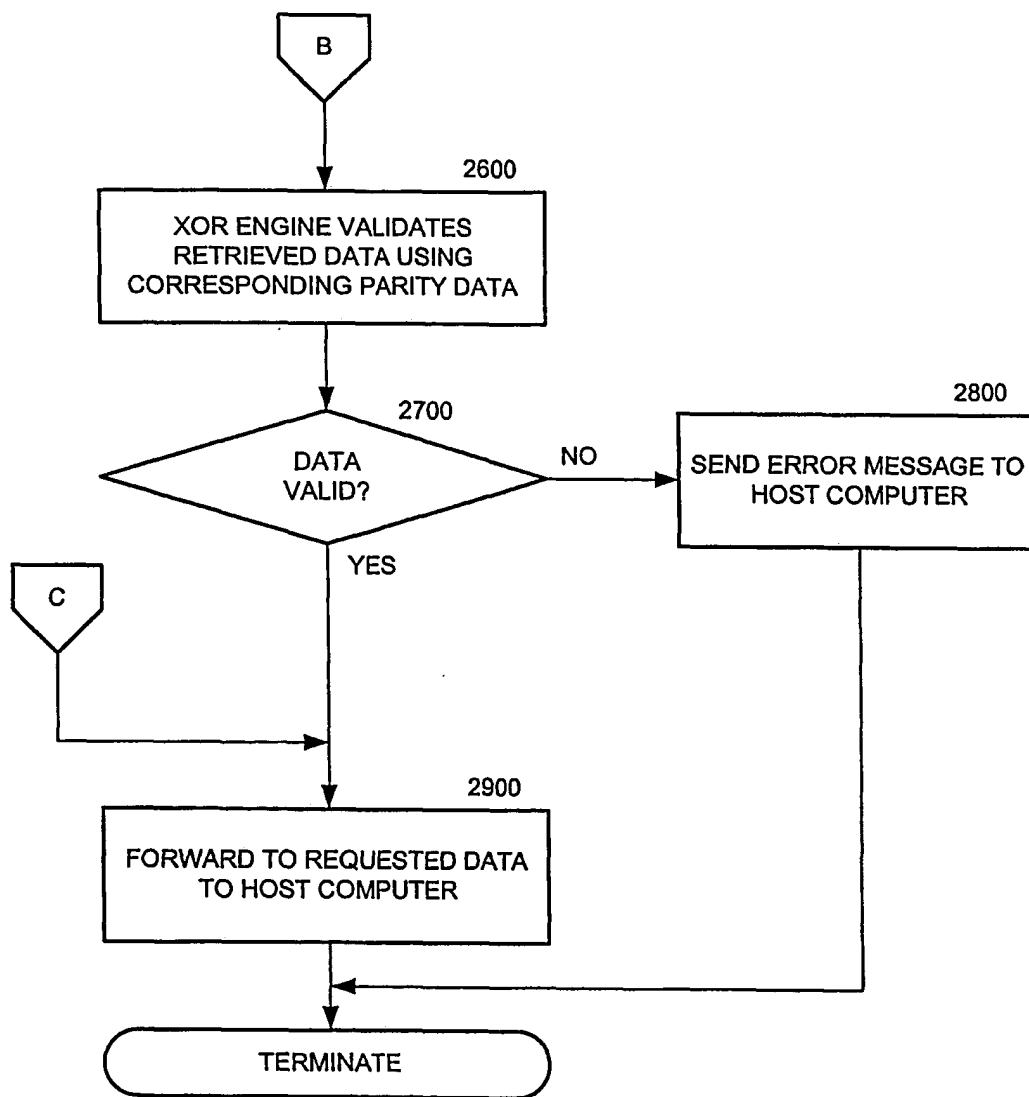 B
2600
XOR ENGINE VALIDATES
RETRIEVED DATA USING
CORRESPONDING PARITY DATA
2700
DATA
VALID?
NO
2800
SEND ERROR MESSAGE TO
HOST COMPUTER
YES
C
2900
FORWARD TO REQUESTED DATA
TO HOST COMPUTER
TERMINATE